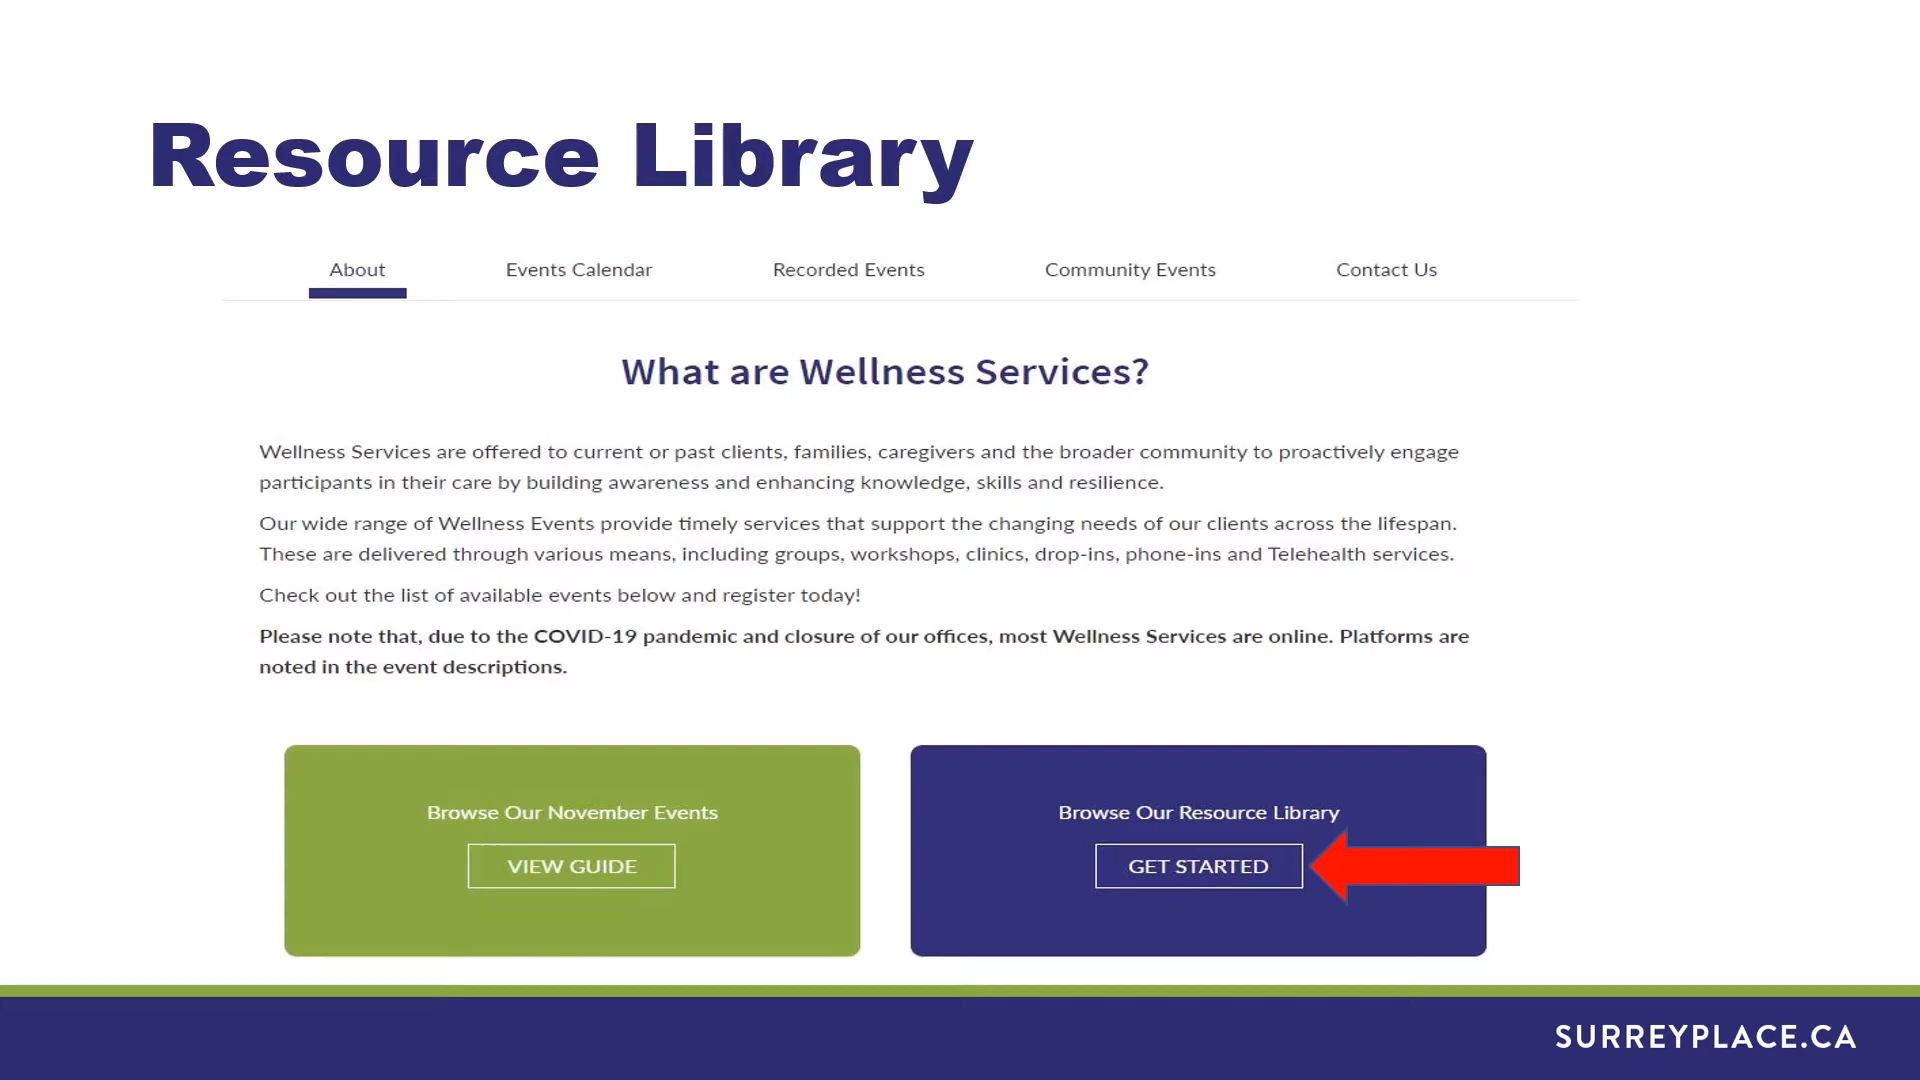 Resource Library
About Events Calendar Recorded Events Community Events Contact Us
What are Wellness Services?
Wellness Services are offered to current or past clients, families, caregivers and the broader community to proactively engage
participants in their care by building awareness and enhancing knowledge, skills and resilience.
Our wide range of Wellness Events provide timely services that support the changing needs of our clients across the lifespan.
These are delivered through various means, including groups, workshops, clinics, drop-ins, phone-ins and Telehealth services.
Check out the list of available events below and register today!
Please note that, due to the COVID-19 pandemic and closure of our offices, most Wellness Services are online. Platforms are
noted in the event descriptions.
Browse Our November Events
VIEW GUIDE
Browse Our Resource Library
GET STARTED
SURREYPLACE.CA